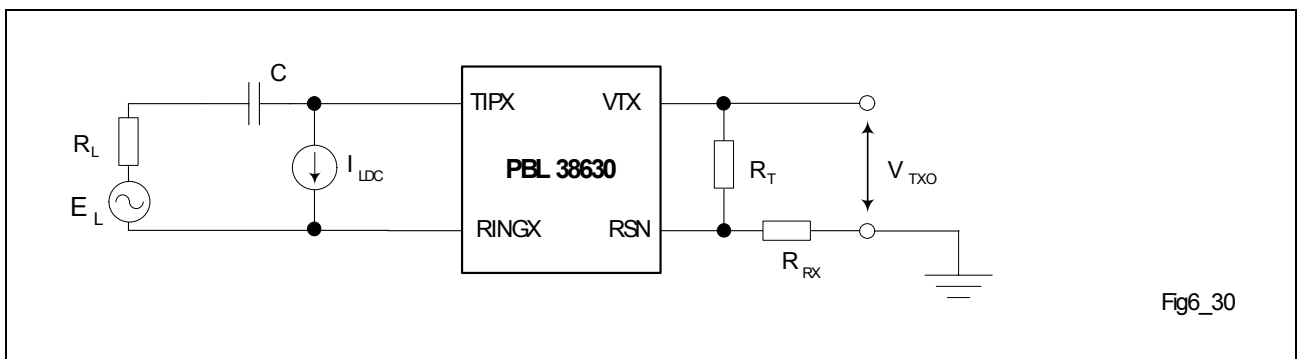 C
TIPX VTX
R L
I LDC
PBL 38630
R T
V TXO
E L
RINGX RSN
R RX
Fig6_30